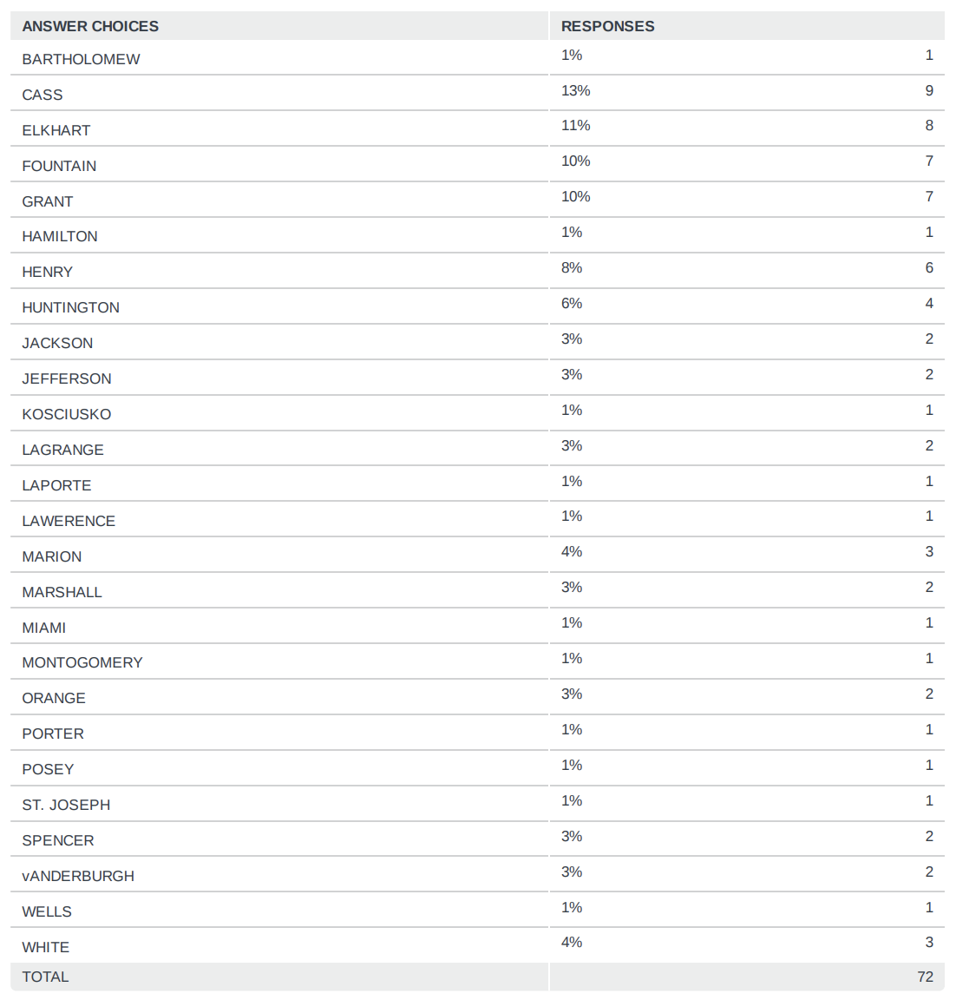 ANSWER CHOICES RESPONSES
BARTHOLOMEW 1% 1
CASS 13% 9
ELKHART 11% 8
FOUNTAIN 10% 7
GRANT 10% 7
HAMILTON 1% 1
HENRY 8% 6
HUNTINGTON 6% 4
JACKSON 3% 2
JEFFERSON 3% 2
KOSCIUSKO 1% 1
LAGRANGE 3% 2
LAPORTE 1% 1
LAWERENCE 1% 1
MARION 4% 3
MARSHALL 3% 2
MIAMI 1% 1
MONTOGOMERY 1% 1
ORANGE 3% 2
PORTER 1% 1
POSEY 1% 1
ST. JOSEPH 1% 1
SPENCER 3% 2
vANDERBURGH 3% 2
WELLS 1% 1
WHITE 4% 3
TOTAL 72